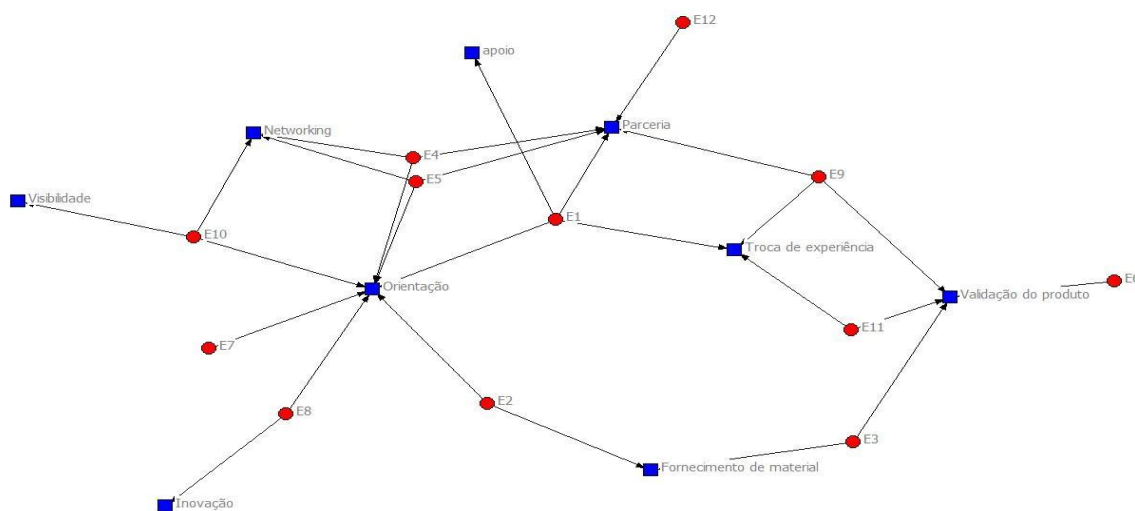 E12
apoio
Parceria
Networking
E4
E5
E9
Visibilidade
E1
E10
Troca de experiência
Orientação
Validação do produto
E11
E7
E2
E8
E3
Fornecimento de material
Inovação